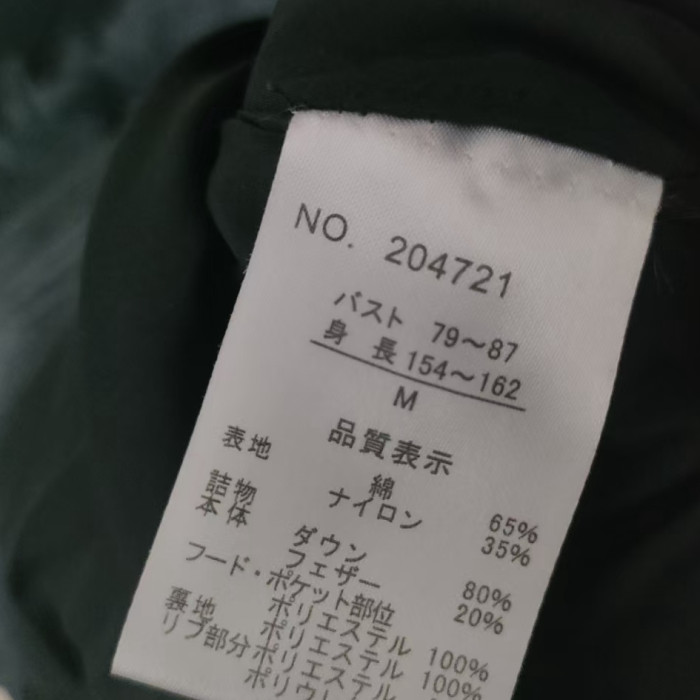 NO. 204721
バスト 79～87
身 長 154～162
M
品質表示
表地 綿 65%
ナイロン 35%
詰物
本体 ダウン 80%
フェザー 20%
フード・ポケット部位
ポリエステル 100%
裏地 ポリエステル 100%
リブ部分 ポリエステル